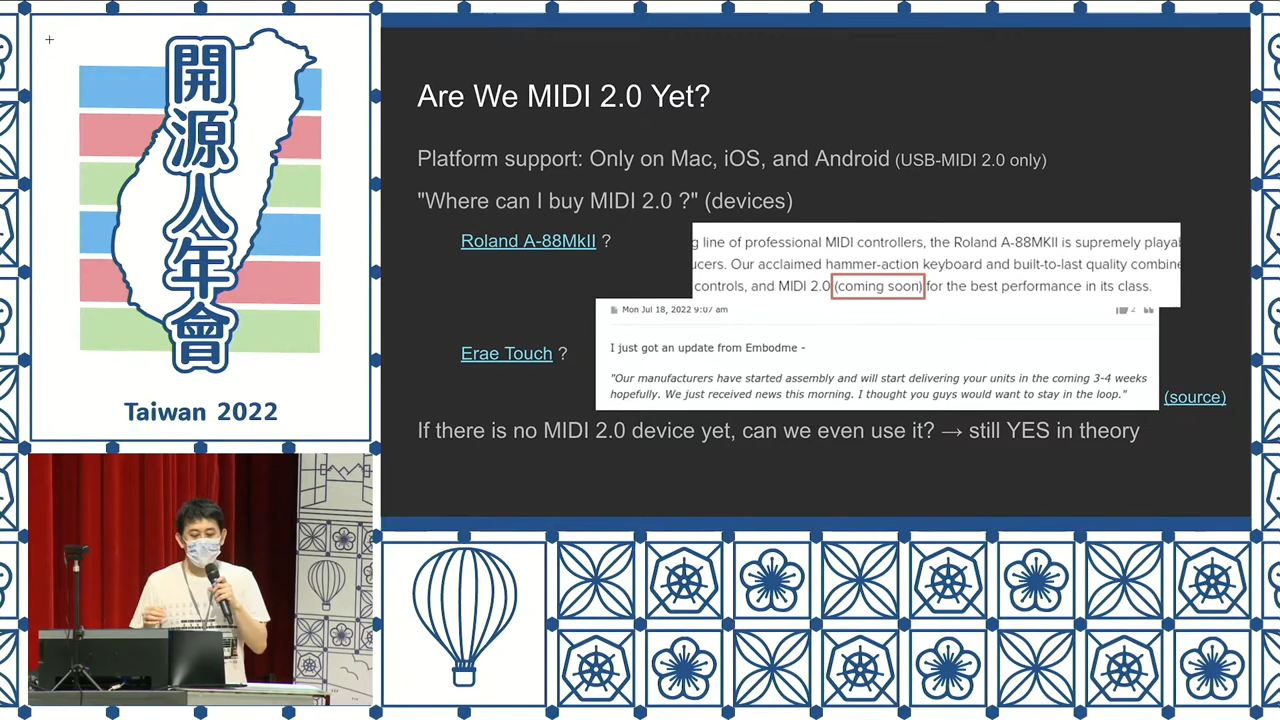 開源人年會
Taiwan 2022
Are We MIDI 2.0 Yet?
Platform support: Only on Mac, iOS, and Android (USB-MIDI 2.0 only)
"Where can I buy MIDI 2.0 ?" (devices)
Roland A-88MkII ?
g line of professional MIDI controllers, the Roland A-88MKII is supremely playa
ucers. Our acclaimed hammer-action keyboard and built-to-last quality combine
controls, and MIDI 2.0 (coming soon) for the best performance in its class.
Mon Jul 18, 2022 9:07 am
2
Erae Touch ?
I just got an update from Embodme -
"Our manufacturers have started assembly and will start delivering your units in the coming 3-4 weeks
hopefully. We just received news this morning. I thought you guys would want to stay in the loop."
(source)
If there is no MIDI 2.0 device yet, can we even use it? → still YES in theory